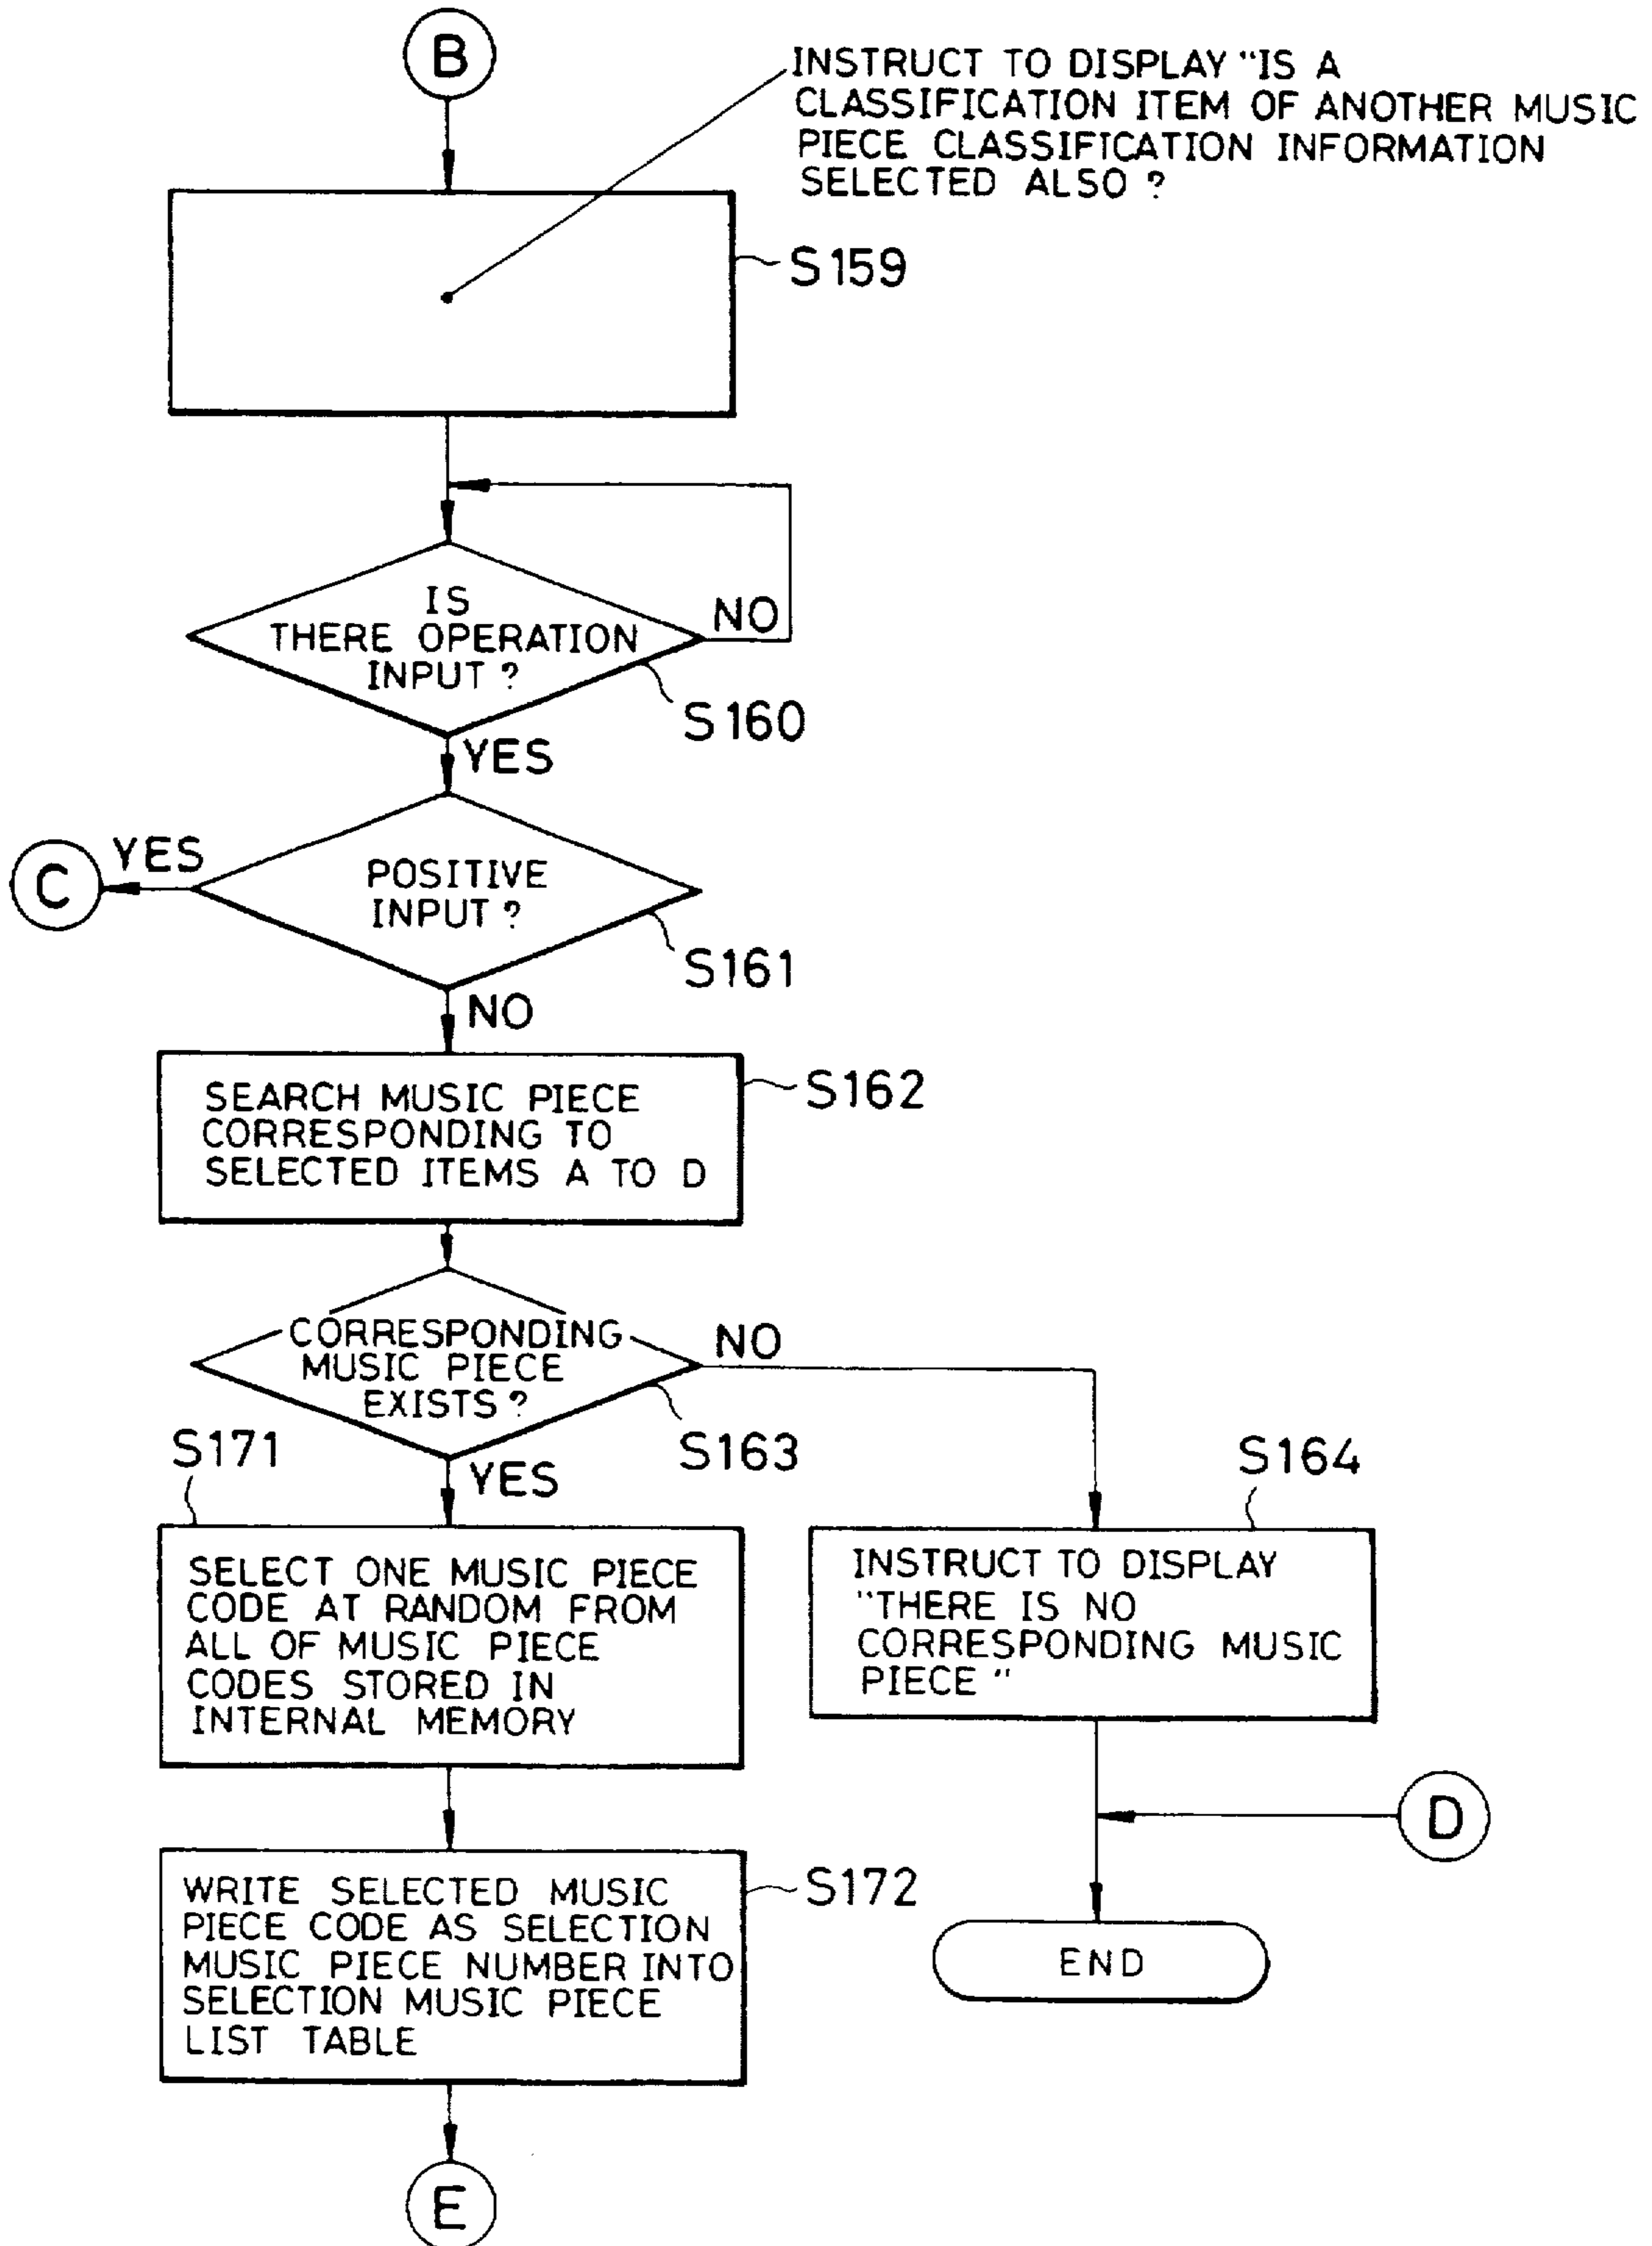 B
INSTRUCT TO DISPLAY "IS A
CLASSIFICATION ITEM OF ANOTHER MUSIC
PIECE CLASSIFICATION INFORMATION
SELECTED ALSO ?
S159
IS
THERE OPERATION
INPUT ?
NO
S160
YES
POSITIVE
INPUT ?
YES
C
S161
NO
SEARCH MUSIC PIECE
CORRESPONDING TO
SELECTED ITEMS A TO D
S162
CORRESPONDING
MUSIC PIECE
EXISTS ?
NO
S163
YES
S171
SELECT ONE MUSIC PIECE
CODE AT RANDOM FROM
ALL OF MUSIC PIECE
CODES STORED IN
INTERNAL MEMORY
S164
INSTRUCT TO DISPLAY
"THERE IS NO
CORRESPONDING MUSIC
PIECE "
D
WRITE SELECTED MUSIC
PIECE CODE AS SELECTION
MUSIC PIECE NUMBER INTO
SELECTION MUSIC PIECE
LIST TABLE
S172
END
E